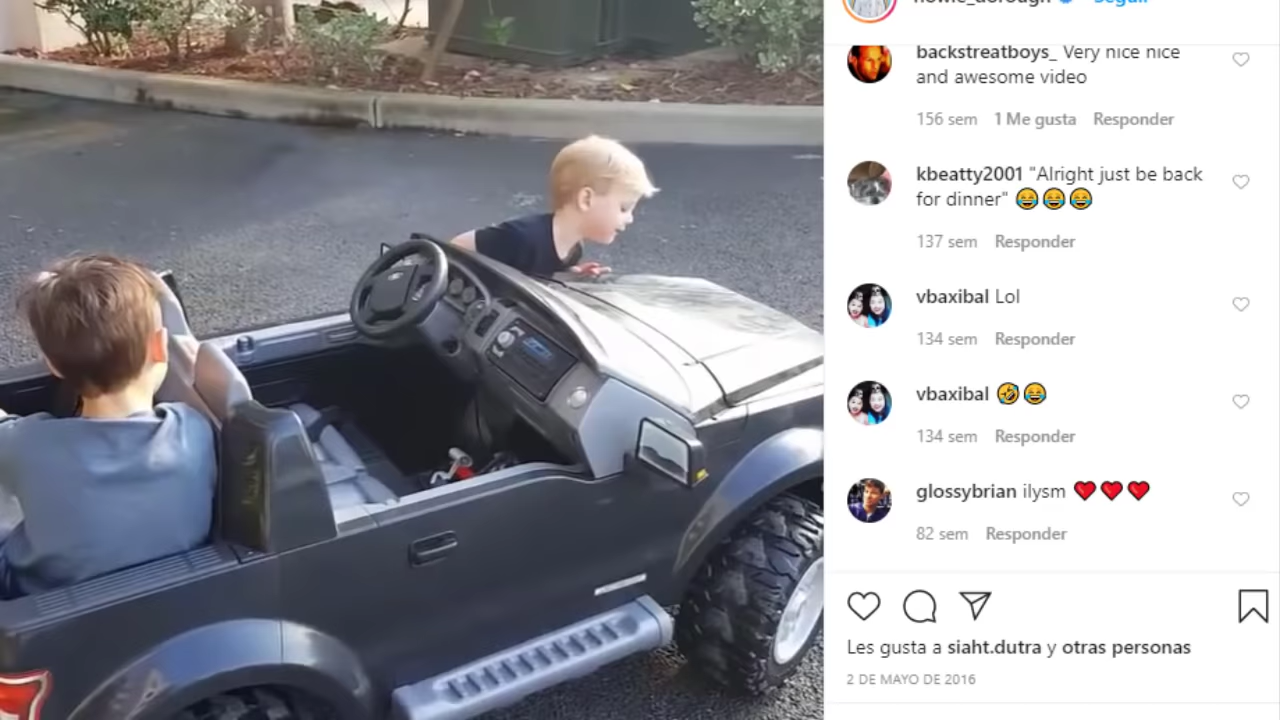 howie_dorough Seguir
backstreatboys_ Very nice nice
and awesome video
156 sem 1 Me gusta Responder
kbeatty2001 "Alright just be back
for dinner" 😂😂😂
137 sem Responder
vbaxibal Lol
134 sem Responder
vbaxibal 🤣😂
134 sem Responder
glossybrian ilysm ❤❤❤
82 sem Responder
Les gusta a siaht.dutra y otras personas
2 DE MAYO DE 2016